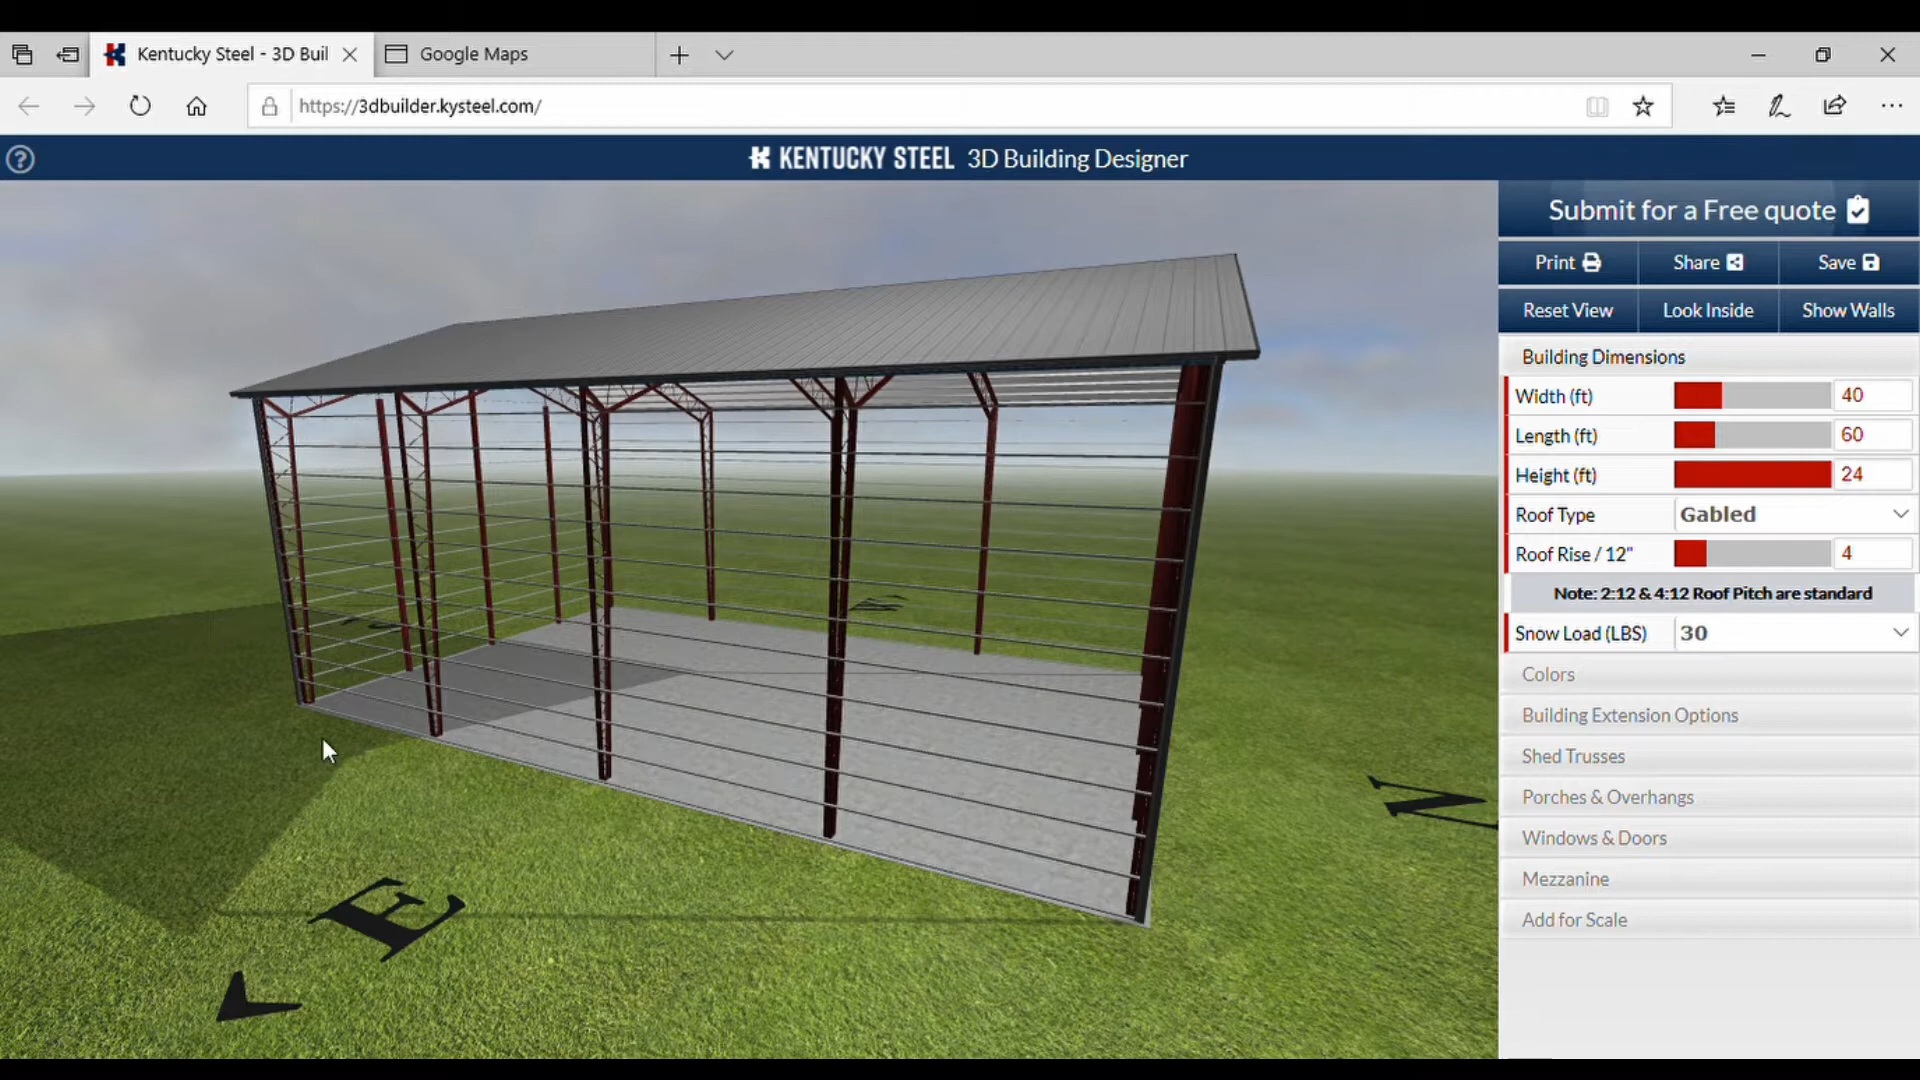 Kentucky Steel - 3D Buil
Google Maps
https://3dbuilder.kysteel.com/
KENTUCKY STEEL 3D Building Designer
Submit for a Free quote
Print
Share
Save
Reset View
Look Inside
Show Walls
Building Dimensions
Width (ft) 40
Length (ft) 60
Height (ft) 24
Roof Type Gabled
Roof Rise / 12" 4
Note: 2:12 & 4:12 Roof Pitch are standard
Snow Load (LBS) 30
Colors
Building Extension Options
Shed Trusses
Porches & Overhangs
Windows & Doors
Mezzanine
Add for Scale
N
E